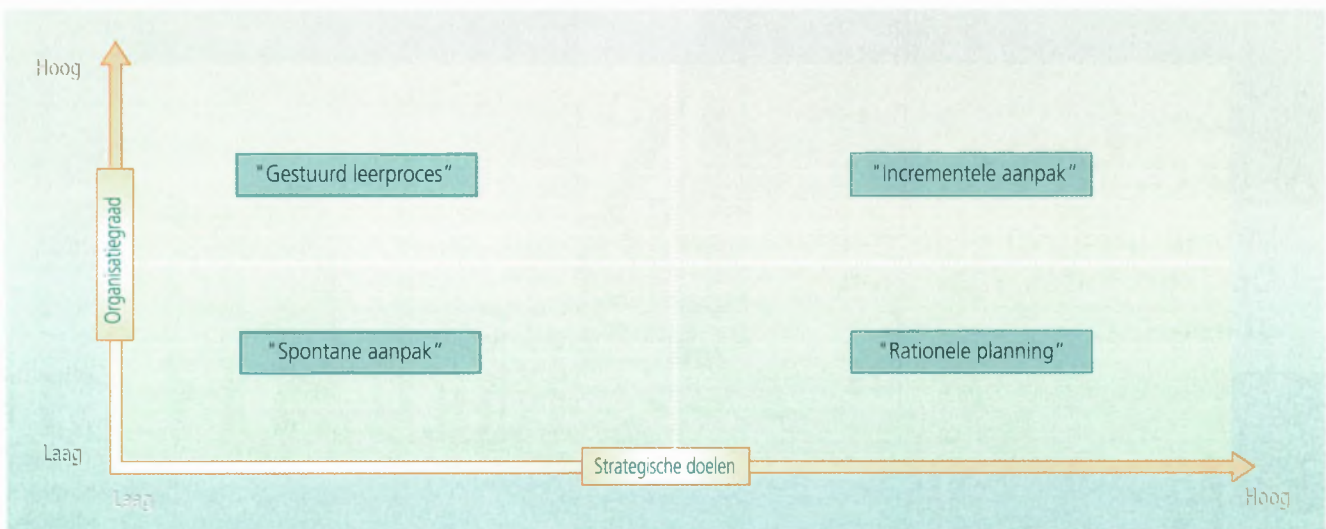 Hoog
"Gestuurd leerproces"
"Incrementele aanpak"
Organisatiegraad
"Spontane aanpak"
"Rationele planning"
Laag
Strategische doelen
Laag
Hoog